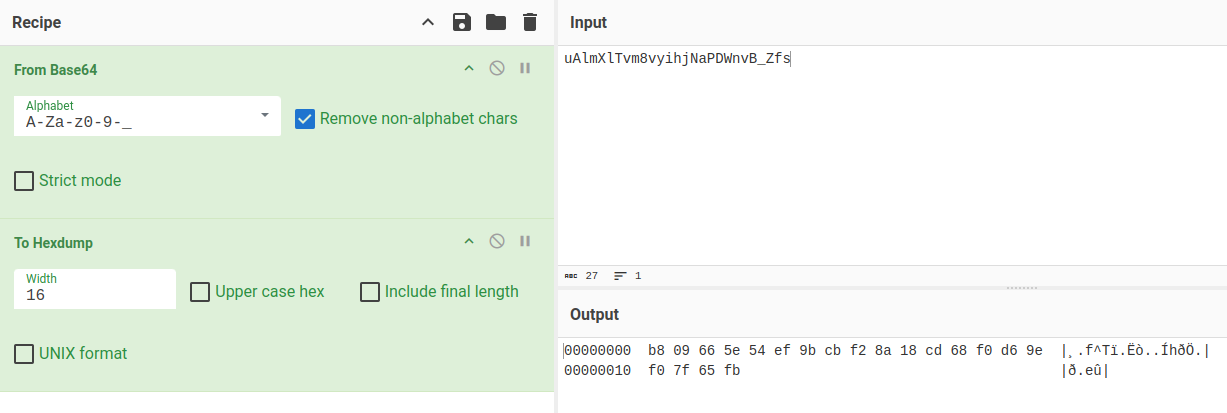 Recipe
From Base64
Alphabet
A-Za-z0-9-_
Remove non-alphabet chars
Strict mode
To Hexdump
Width
16
Upper case hex
Include final length
UNIX format
Input
uAlmXlTvm8vyihjNaPDWnvB_Zfs
ABC 27 1
Output
00000000 b8 09 66 5e 54 ef 9b cb f2 8a 18 cd 68 f0 d6 9e |¸.f^Tï.Ëò..ÍhðÖ.|
00000010 f0 7f 65 fb |ð.eû|